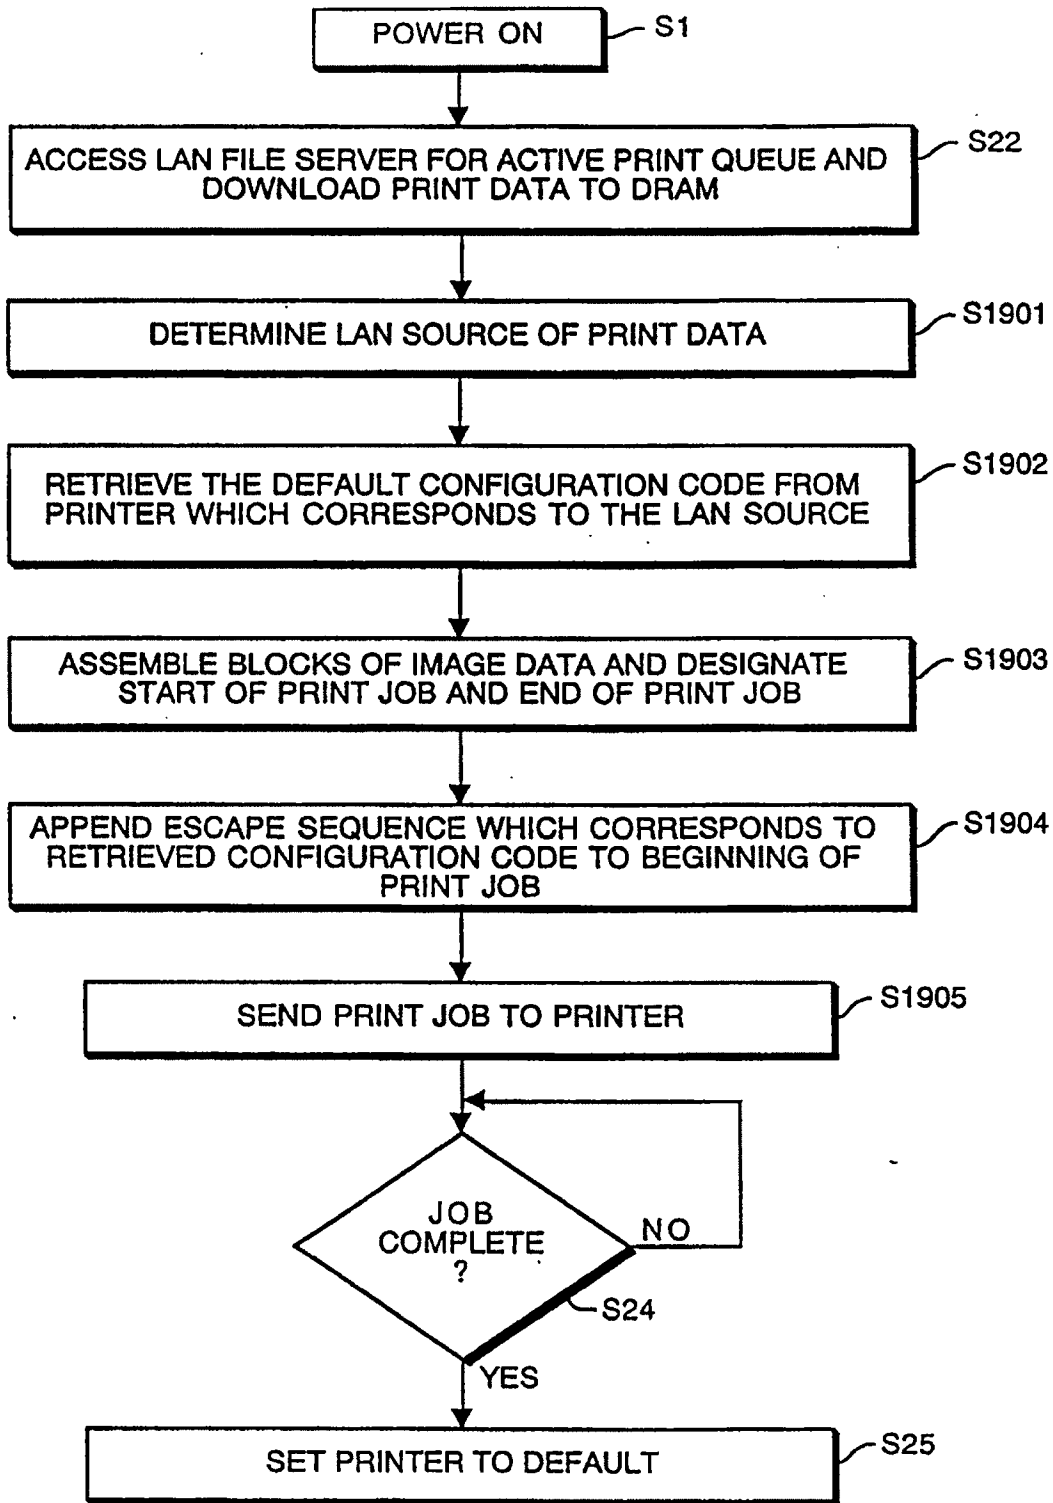 POWER ON
S1
ACCESS LAN FILE SERVER FOR ACTIVE PRINT QUEUE AND
DOWNLOAD PRINT DATA TO DRAM
S22
DETERMINE LAN SOURCE OF PRINT DATA
S1901
RETRIEVE THE DEFAULT CONFIGURATION CODE FROM
PRINTER WHICH CORRESPONDS TO THE LAN SOURCE
S1902
ASSEMBLE BLOCKS OF IMAGE DATA AND DESIGNATE
START OF PRINT JOB AND END OF PRINT JOB
S1903
APPEND ESCAPE SEQUENCE WHICH CORRESPONDS TO
RETRIEVED CONFIGURATION CODE TO BEGINNING OF
PRINT JOB
S1904
SEND PRINT JOB TO PRINTER
S1905
JOB
COMPLETE
?
NO
S24
YES
SET PRINTER TO DEFAULT
S25